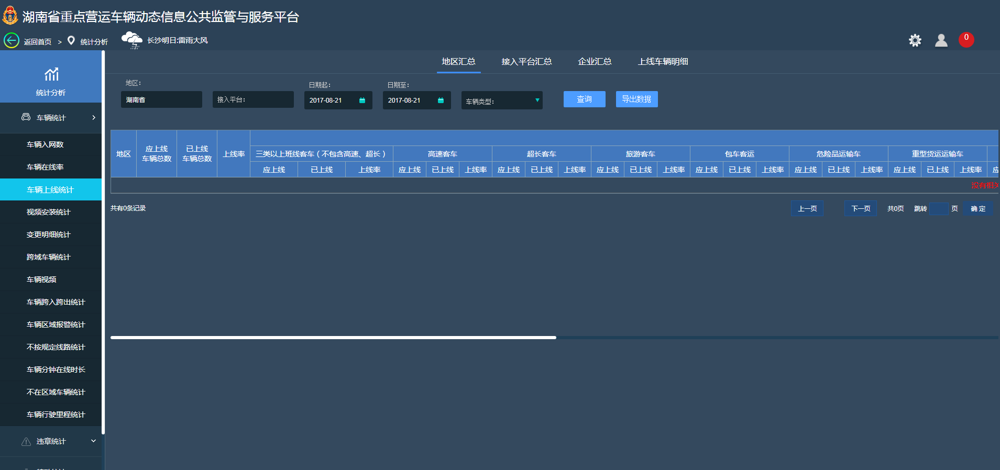 湖南省重点营运车辆动态信息公共监管与服务平台
返回首页 > 统计分析 长沙明日:雷雨大风
0
统计分析
车辆统计
车辆入网数
车辆在线率
车辆上线统计
视频安装统计
变更明细统计
跨域车辆统计
车辆视频
车辆跨入跨出统计
车辆区域报警统计
不按规定线路统计
车辆分钟在线时长
不在区域车辆统计
车辆行驶里程统计
违章统计
地区汇总 接入平台汇总 企业汇总 上线车辆明细
地区: 日期起: 日期至:
湖南省 接入平台: 2017-08-21 2017-08-21 车辆类型: 查询 导出数据
地区 应上线车辆总数 已上线车辆总数 上线率
三类以上班线客车（不包含高速、超长） 高速客车 超长客车 旅游客车 包车客运 危险品运输车 重型货运运输车
应上线 已上线 上线率 应上线 已上线 上线率 应上线 已上线 上线率 应上线 已上线 上线率 应上线 已上线 上线率 应上线 已上线 上线率 应上线 已上线 上线率 应
没有相
共有0条记录 上一页 下一页 共0页 跳转 页 确 定